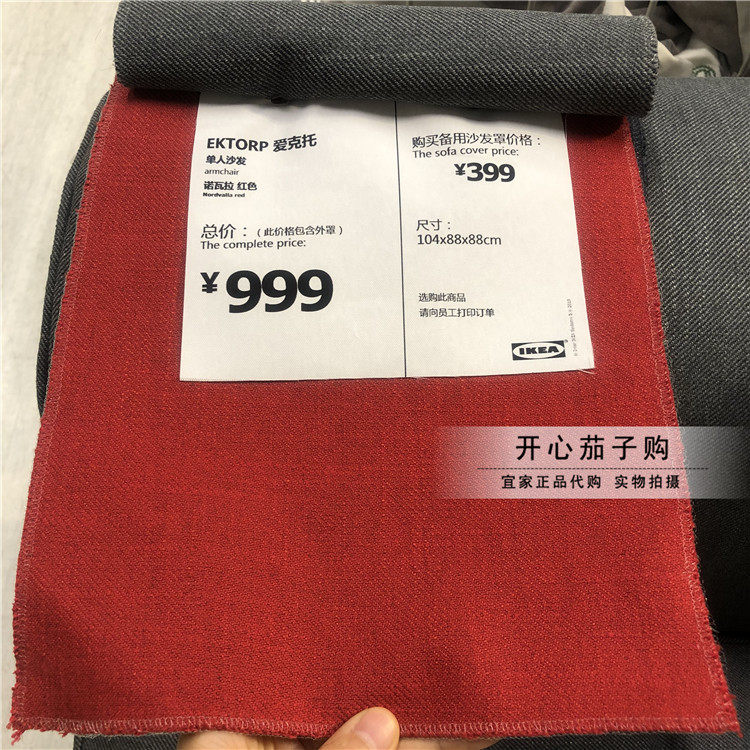 EKTORP 爱克托
单人沙发
armchair
诺瓦拉 红色
Nordvalla red
总价：（此价格包含外罩）
The complete price:
¥999
购买备用沙发罩价格：
The sofa cover price:
¥399
尺寸：
104x88x88cm
选购此商品
请向员工打印订单
IKEA
开心茄子购
宜家正品代购 实物拍摄